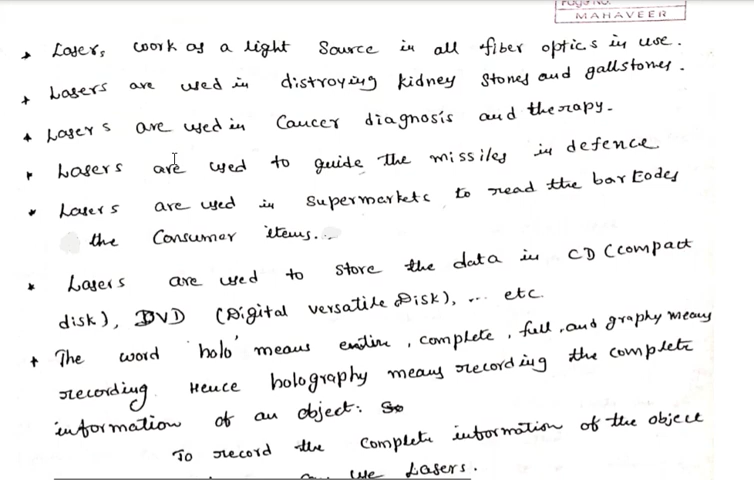 Page No.
MAHAVEER
* Lasers work as a light Source in all fiber optics in use.
* Lasers are used in distroying kidney stones and gallstones.
* Lasers are used in Cancer diagnosis and therapy.
* Lasers are used to guide the missiles in defence
* Lasers are used in supermarkets to read the bar Codes
the Consumer items...
* Lasers are used to store the data in CD (compact
disk), DVD (Digital versatile Disk), ... etc.
* The word 'holo' means entire, complete, full, and graphy means
recording. Hence holography means recording the complete
information of an object: So
To record the complete information of the object
we Lasers.